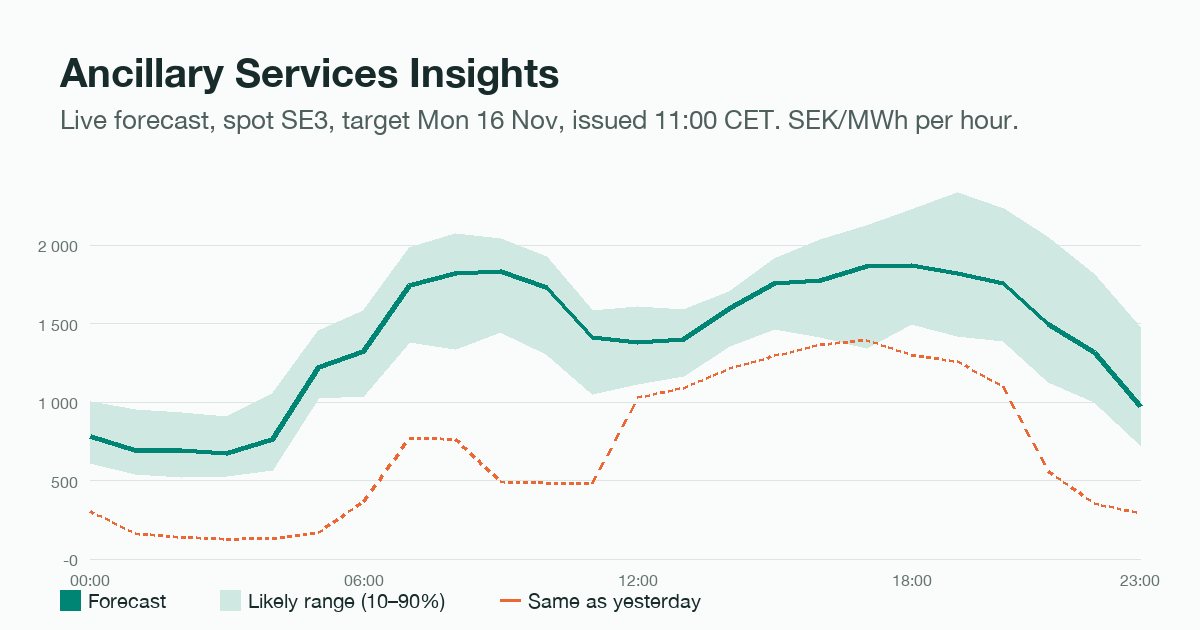 Ancillary Services Insights
Live forecast, spot SE3, target Mon 16 Nov, issued 11:00 CET. SEK/MWh per hour.
2 000
1 500
1 000
500
-0
00:00 06:00 12:00 18:00 23:00
Forecast Likely range (10–90%) Same as yesterday